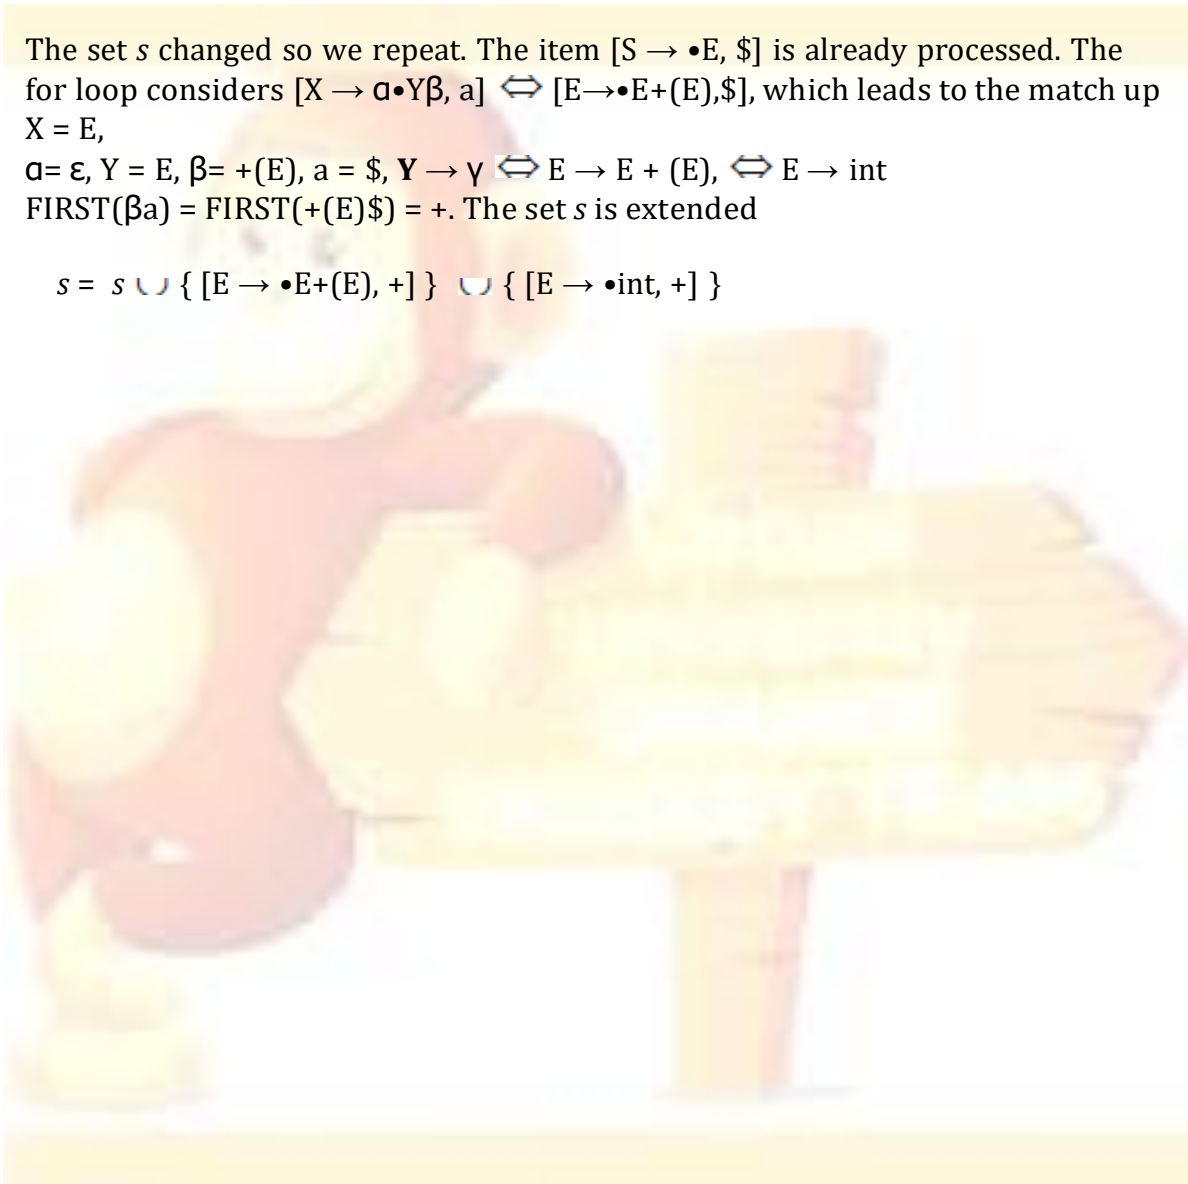 The set s changed so we repeat. The item [S → •E, $] is already processed. The
for loop considers [X → ɑ•Yβ, a] ⇔ [E→•E+(E),$], which leads to the match up
X = E,
ɑ= ε, Y = E, β= +(E), a = $, Y → γ ⇔ E → E + (E), ⇔ E → int
FIRST(βa) = FIRST(+(E)$) = +. The set s is extended
s = s ∪ { [E → •E+(E), +] } ∪ { [E → •int, +] }